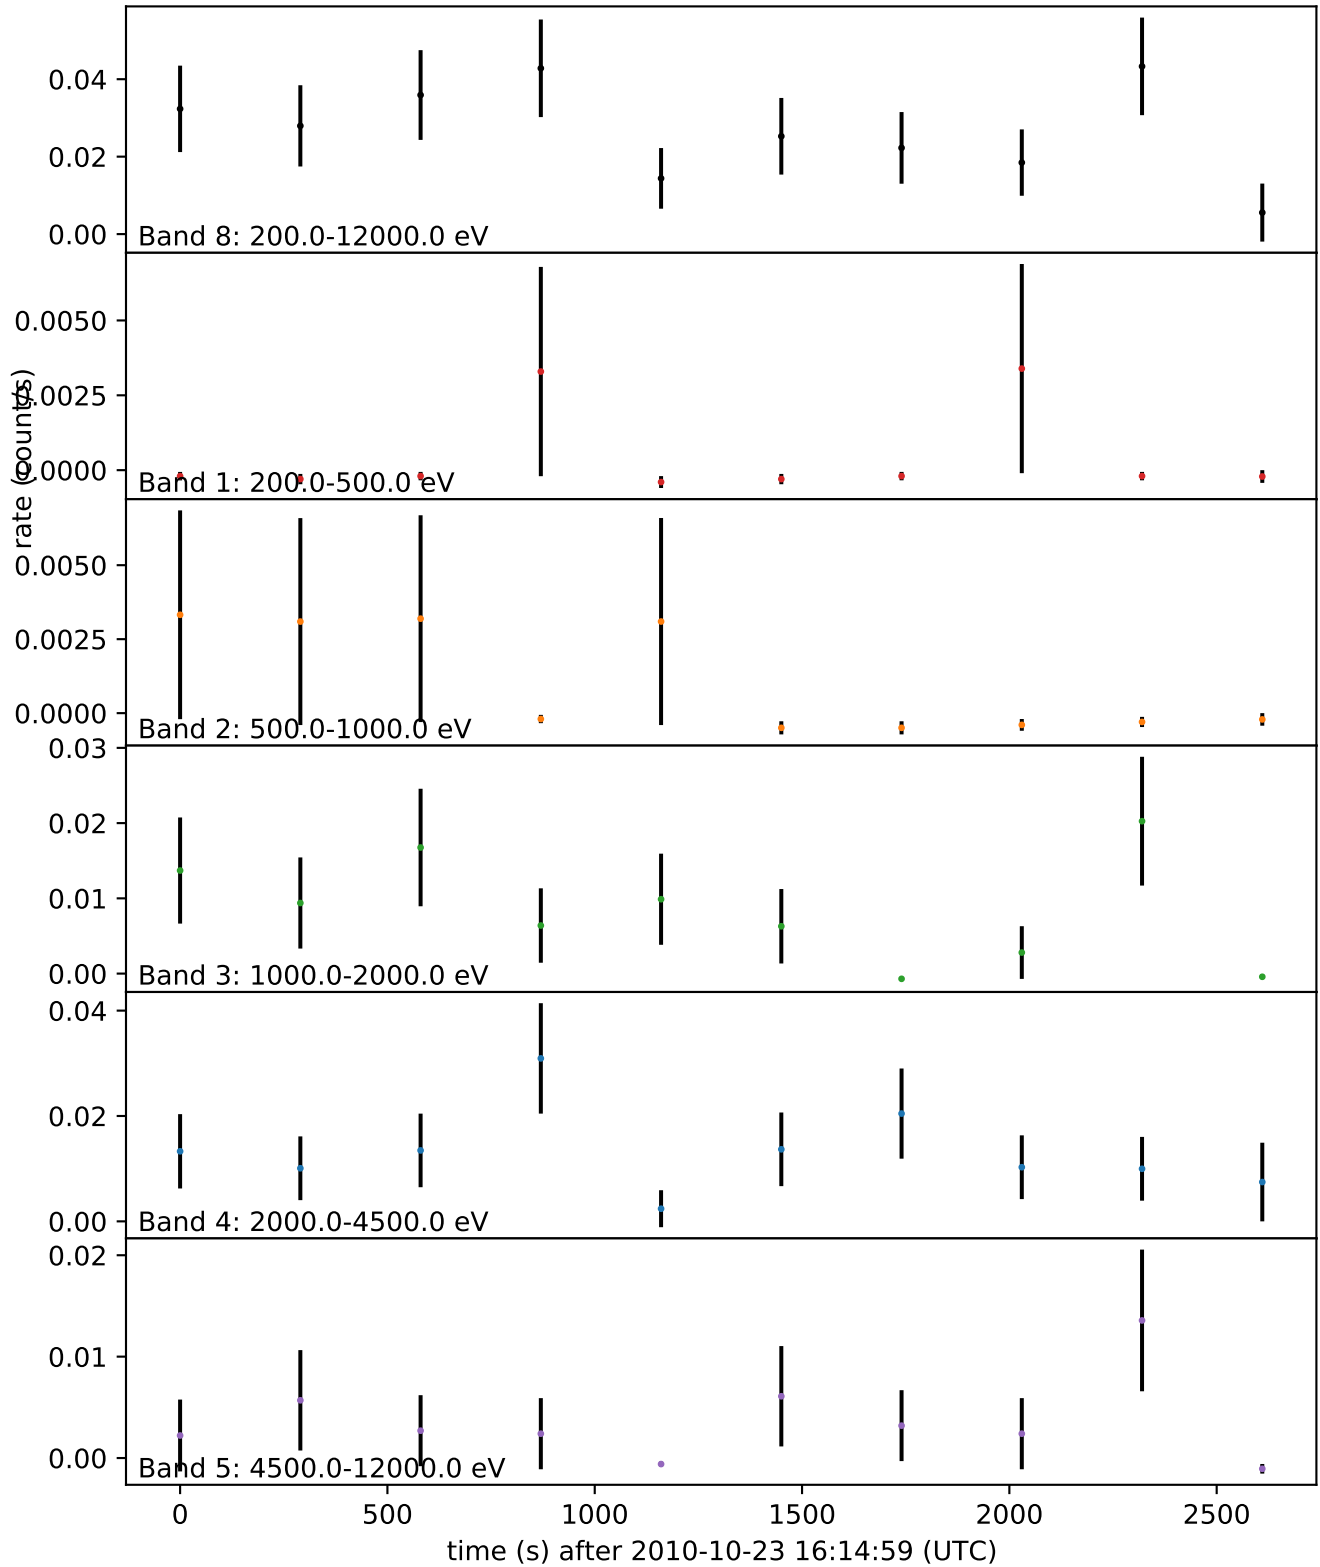 0.04
0.02
0.00
Band 8: 200.0-12000.0 eV
0.0050
0.0025
0.0000
Band 1: 200.0-500.0 eV
rate (count/s)
0.0050
0.0025
0.0000
Band 2: 500.0-1000.0 eV
0.03
0.02
0.01
0.00
Band 3: 1000.0-2000.0 eV
0.04
0.02
0.00
Band 4: 2000.0-4500.0 eV
0.02
0.01
0.00
Band 5: 4500.0-12000.0 eV
0 500 1000 1500 2000 2500
time (s) after 2010-10-23 16:14:59 (UTC)